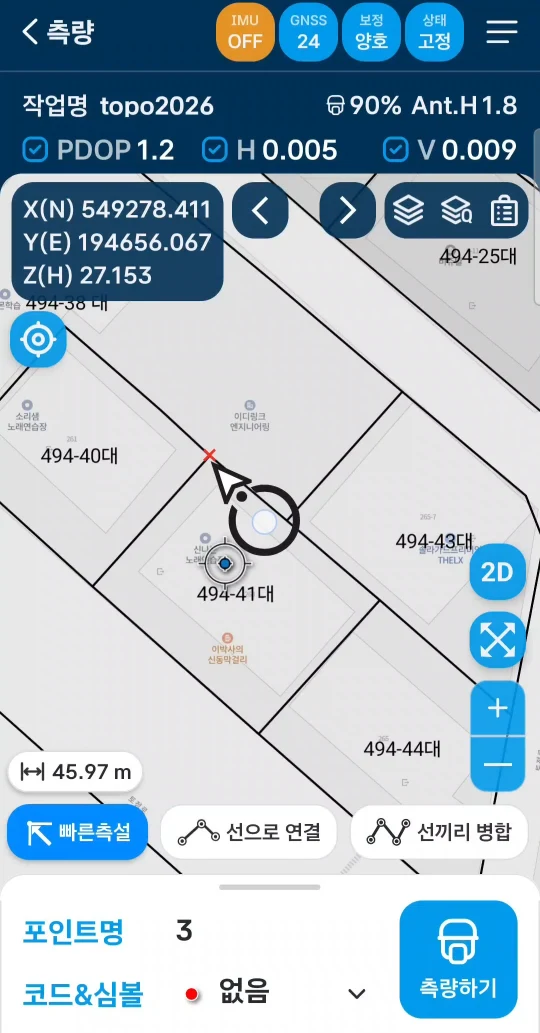 측량
IMU
OFF
GNSS
24
보정
양호
상태
고정
작업명 topo2026
90% Ant.H 1.8
PDOP 1.2
H 0.005
V 0.009
X(N) 549278.411
Y(E) 194656.067
Z(H) 27.153
494-25대
494-38 대
소리샘
노래연습장
이디링크
엔지니어링
494-40대
265-7
494-43대
THELX
2D
494-41대
이박사의
신동막걸리
494-44대
45.97 m
빠른측설
선으로 연결
선끼리 병합
포인트명
3
코드&심볼
없음
측량하기